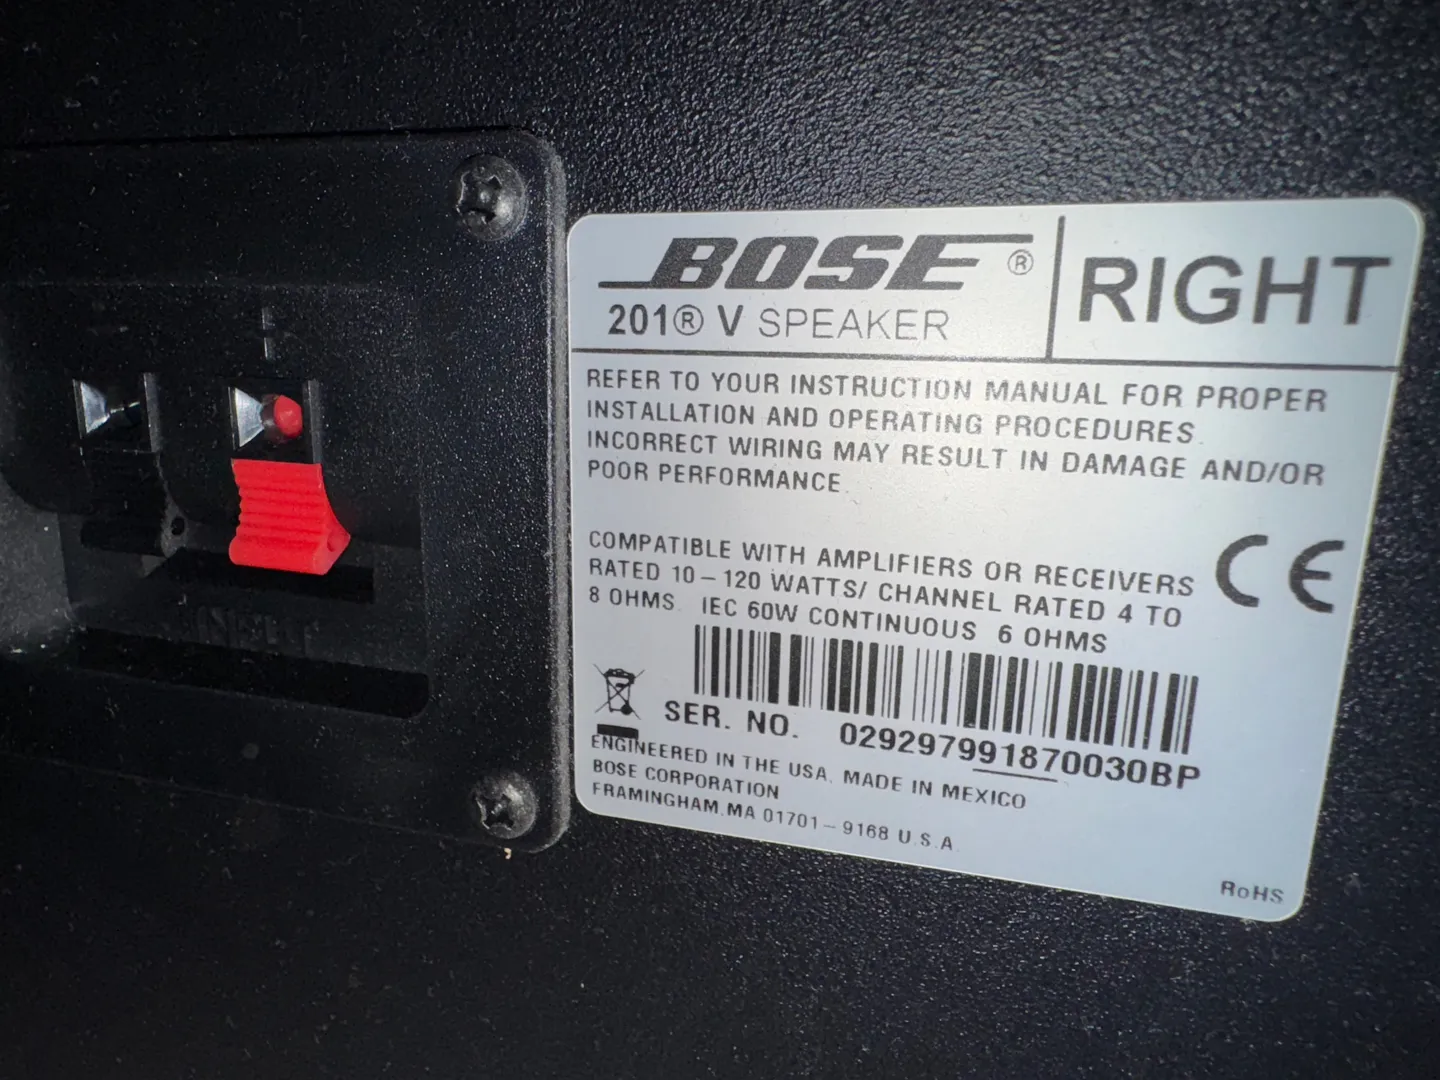 BOSE®
201® V SPEAKER
RIGHT
REFER TO YOUR INSTRUCTION MANUAL FOR PROPER
INSTALLATION AND OPERATING PROCEDURES.
INCORRECT WIRING MAY RESULT IN DAMAGE AND/OR
POOR PERFORMANCE.
COMPATIBLE WITH AMPLIFIERS OR RECEIVERS
RATED 10-120 WATTS/ CHANNEL RATED 4 TO
8 OHMS. IEC 60W CONTINUOUS 6 OHMS
CE
SER. NO. 029297991870030BP
ENGINEERED IN THE USA. MADE IN MEXICO
BOSE CORPORATION
FRAMINGHAM, MA 01701-9168 U.S.A.
RoHS
INPUT